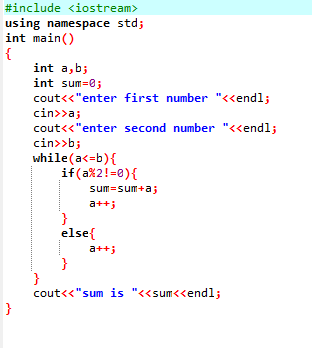 #include <iostream>
using namespace std;
int main()
{
int a,b;
int sum=0;
cout<<"enter first number "<<endl;
cin>>a;
cout<<"enter second number "<<endl;
cin>>b;
while(a<=b){
if(a%2!=0){
sum=sum+a;
a++;
}
else{
a++;
}
}
cout<<"sum is "<<sum<<endl;
}